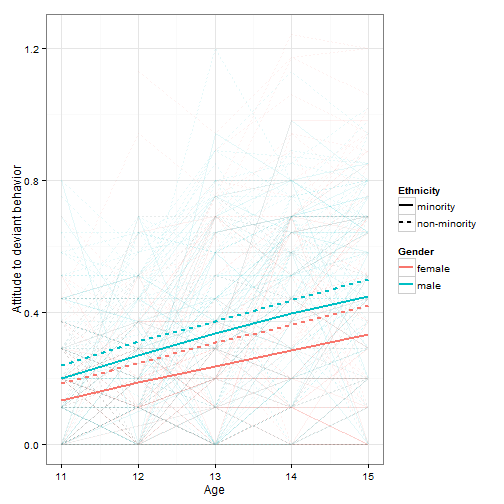 1.2
0.8
0.4
0.0
Attitude to deviant behavior
11 12 13 14 15
Age
Ethnicity
minority
non-minority
Gender
female
male